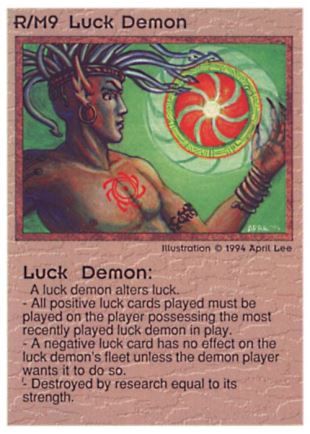 R/M9 Luck Demon
APRIL '94
Illustration © 1994 April Lee
Luck Demon:
A luck demon alters luck.
- All positive luck cards played must be
played on the player possessing the most
recently played luck demon in play.
- A negative luck card has no effect on the
luck demon's fleet unless the demon player
wants it to do so.
- Destroyed by research equal to its
strength.